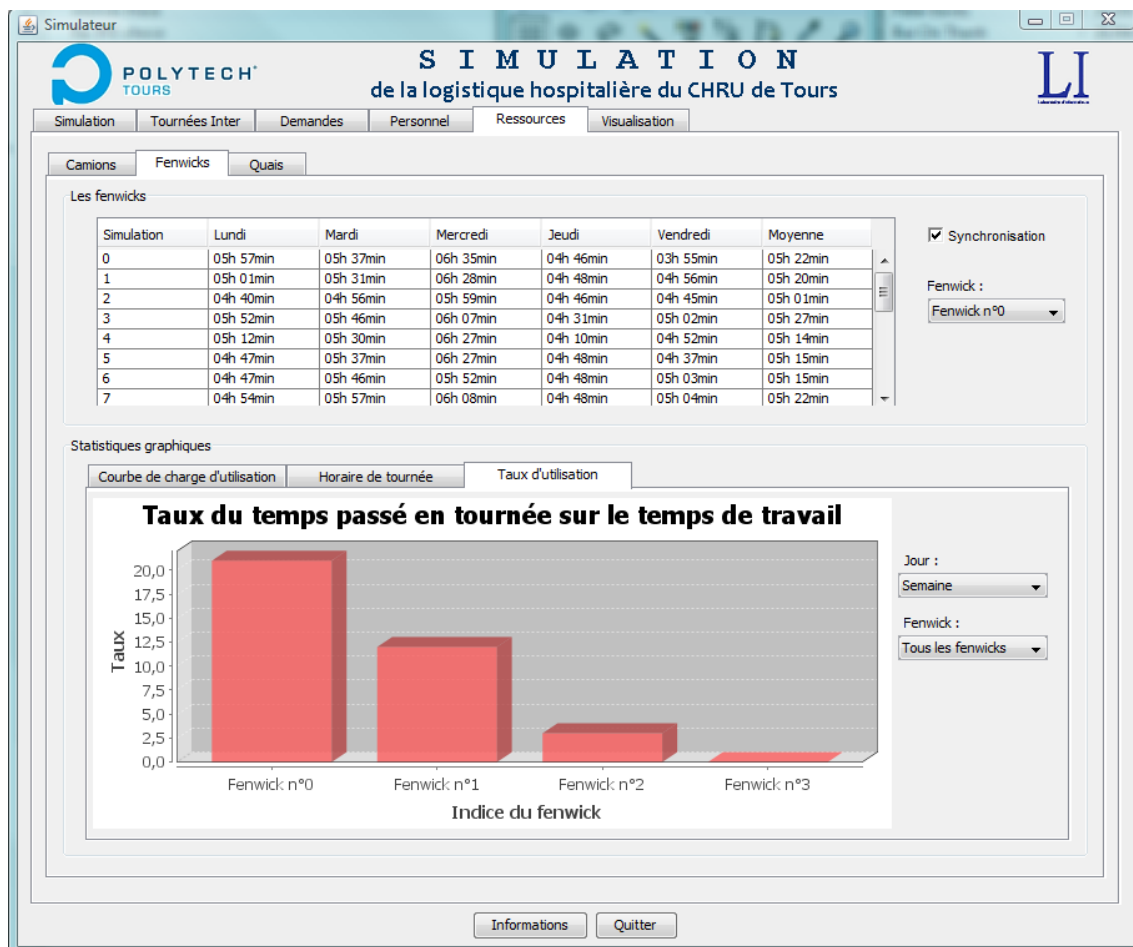 Simulateur
POLYTECH
TOURS
S I M U L A T I O N
de la logistique hospitalière du CHRU de Tours
LI
Simulation Tournées Inter Demandes Personnel Ressources Visualisation
Camions Fenwicks Quais
Les fenwicks
Simulation Lundi Mardi Mercredi Jeudi Vendredi Moyenne
0 05h 57min 05h 37min 06h 35min 04h 46min 03h 55min 05h 22min
1 05h 01min 05h 31min 06h 28min 04h 48min 04h 56min 05h 20min
2 04h 40min 04h 56min 05h 59min 04h 46min 04h 45min 05h 01min
3 05h 52min 05h 46min 06h 07min 04h 31min 05h 02min 05h 27min
4 05h 12min 05h 30min 06h 27min 04h 10min 04h 52min 05h 14min
5 04h 47min 05h 37min 06h 27min 04h 48min 04h 37min 05h 15min
6 04h 47min 05h 46min 05h 52min 04h 48min 05h 03min 05h 15min
7 04h 54min 05h 57min 06h 08min 04h 48min 05h 04min 05h 22min
Synchronisation
Fenwick :
Fenwick n°0
Statistiques graphiques
Courbe de charge d'utilisation Horaire de tournée Taux d'utilisation
Taux du temps passé en tournée sur le temps de travail
20,0
17,5
15,0
12,5
10,0
7,5
5,0
2,5
0,0
Taux
Fenwick n°0 Fenwick n°1 Fenwick n°2 Fenwick n°3
Indice du fenwick
Jour :
Semaine
Fenwick :
Tous les fenwicks
Informations Quitter